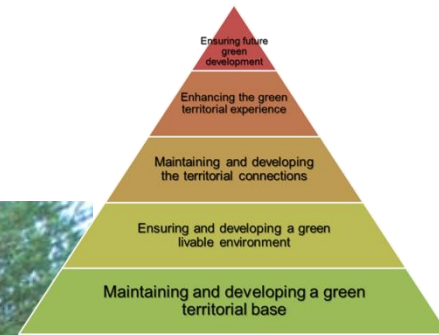 Ensuring future
green
development
Enhancing the green
territorial experience
Maintaining and developing
the territorial connections
Ensuring and developing a green
livable environment
Maintaining and developing a green
territorial base